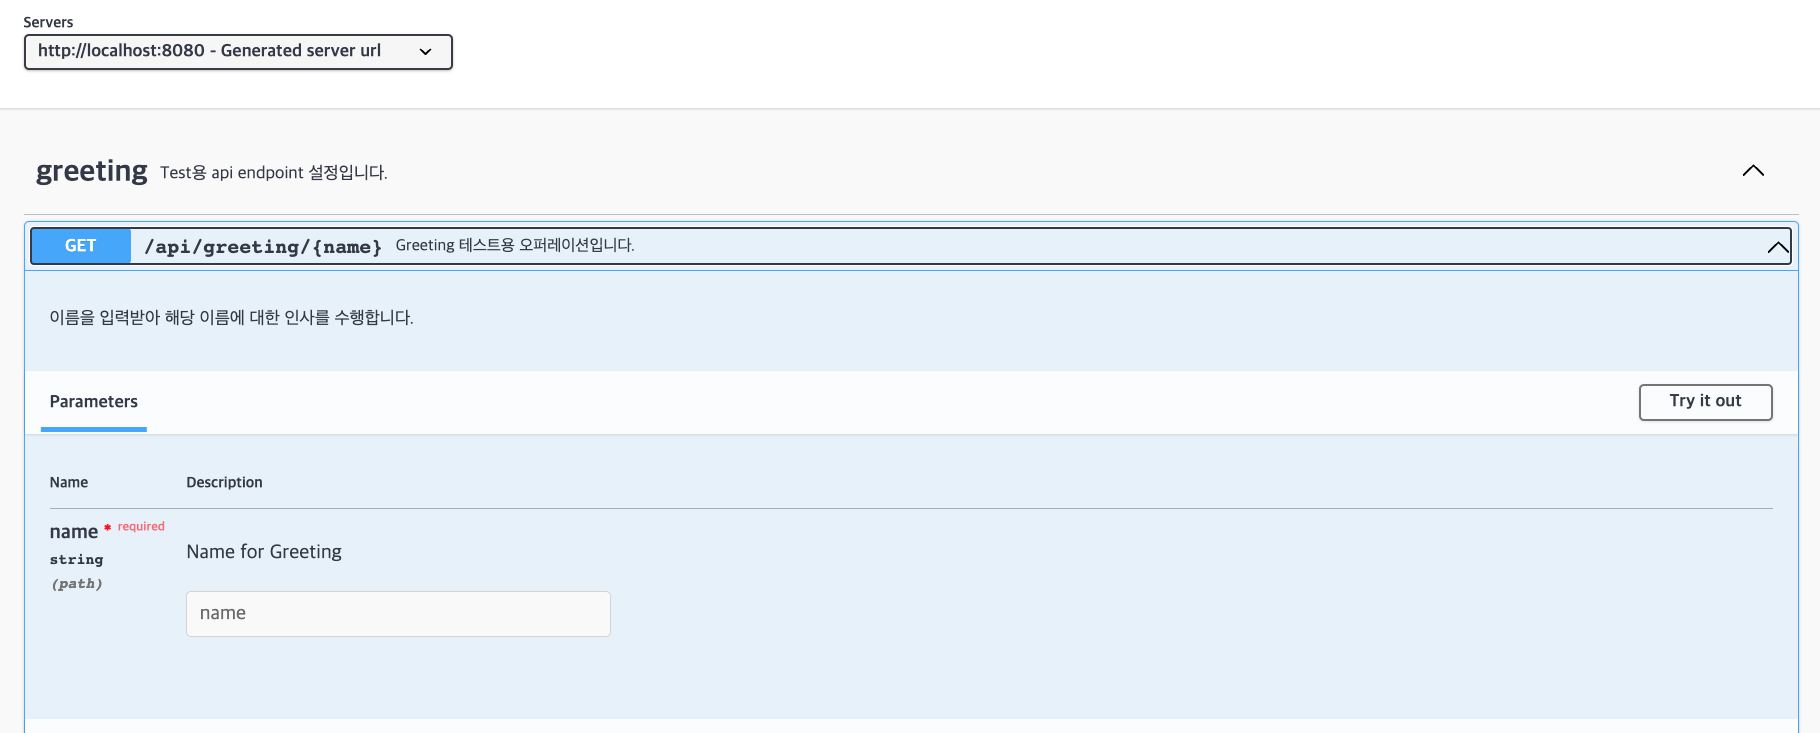 Servers
http://localhost:8080 - Generated server url
greeting Test용 api endpoint 설정입니다.
GET /api/greeting/{name} Greeting 테스트용 오퍼레이션입니다.
이름을 입력받아 해당 이름에 대한 인사를 수행합니다.
Parameters Try it out
Name Description
name * required
string
(path)
Name for Greeting
name